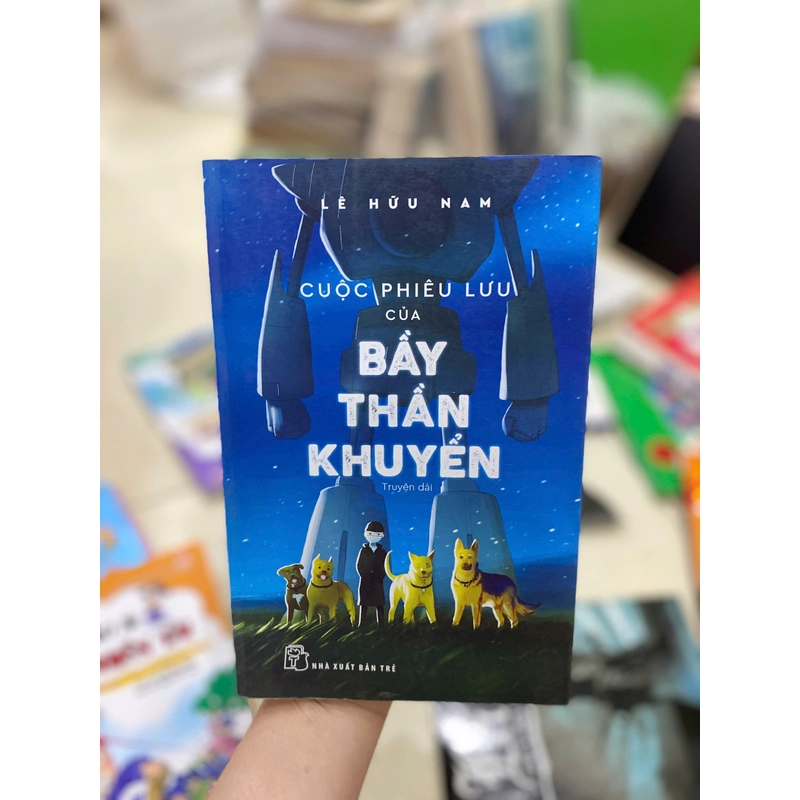 LÊ HỮU NAM
CUỘC PHIÊU LƯU
CỦA
BẦY
THẦN
KHUYỂN
Truyện dài
NHÀ XUẤT BẢN TRẺ